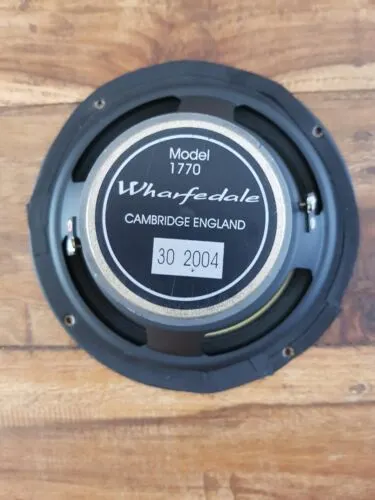 Model
1770
Wharfedale
CAMBRIDGE ENGLAND
30 2004